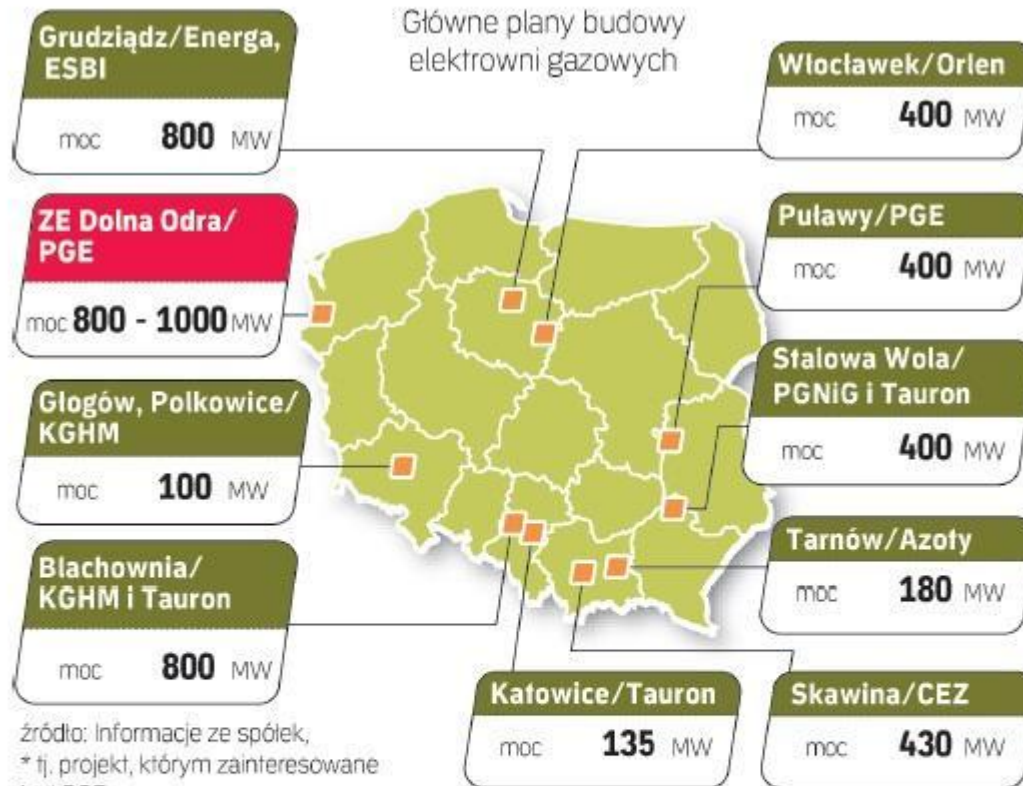 Główne plany budowy
elektrowni gazowych
Grudziądz/Energa,
ESBI
moc 800 MW
ZE Dolna Odra/
PGE
moc 800 - 1000 MW
Głogów, Polkowice/
KGHM
moc 100 MW
Blachownia/
KGHM i Tauron
moc 800 MW
Włocławek/Orlen
moc 400 MW
Puławy/PGE
moc 400 MW
Stalowa Wola/
PGNiG i Tauron
moc 400 MW
Tarnów/Azoty
moc 180 MW
Katowice/Tauron
moc 135 MW
Skawina/CEZ
moc 430 MW
źródło: Informacje ze spółek,
* tj. projekt, którym zainteresowane